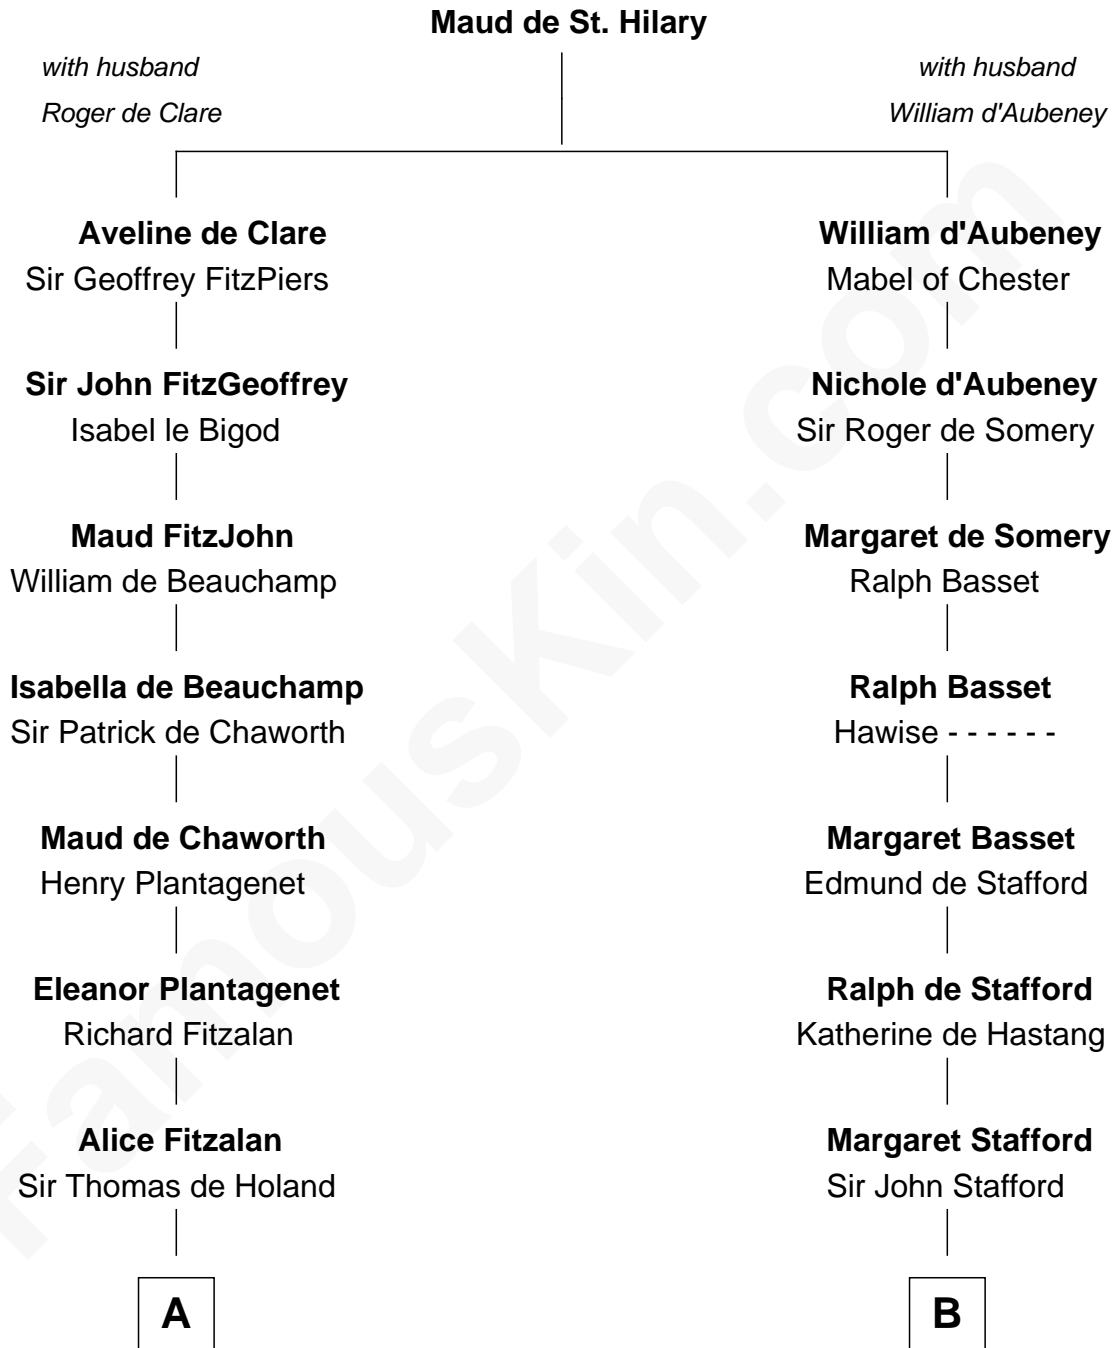 Maud de St. Hilary
with husband
Roger de Clare
with husband
William d'Aubeney
Aveline de Clare
Sir Geoffrey FitzPiers
William d'Aubeney
Mabel of Chester
Sir John FitzGeoffrey
Isabel le Bigod
Nichole d'Aubeney
Sir Roger de Somery
Maud FitzJohn
William de Beauchamp
Margaret de Somery
Ralph Basset
Isabella de Beauchamp
Sir Patrick de Chaworth
Ralph Basset
Hawise - - - - - -
Maud de Chaworth
Henry Plantagenet
Margaret Basset
Edmund de Stafford
Eleanor Plantagenet
Richard Fitzalan
Ralph de Stafford
Katherine de Hastang
Alice Fitzalan
Sir Thomas de Holand
Margaret Stafford
Sir John Stafford
A
B
FamousKin.com